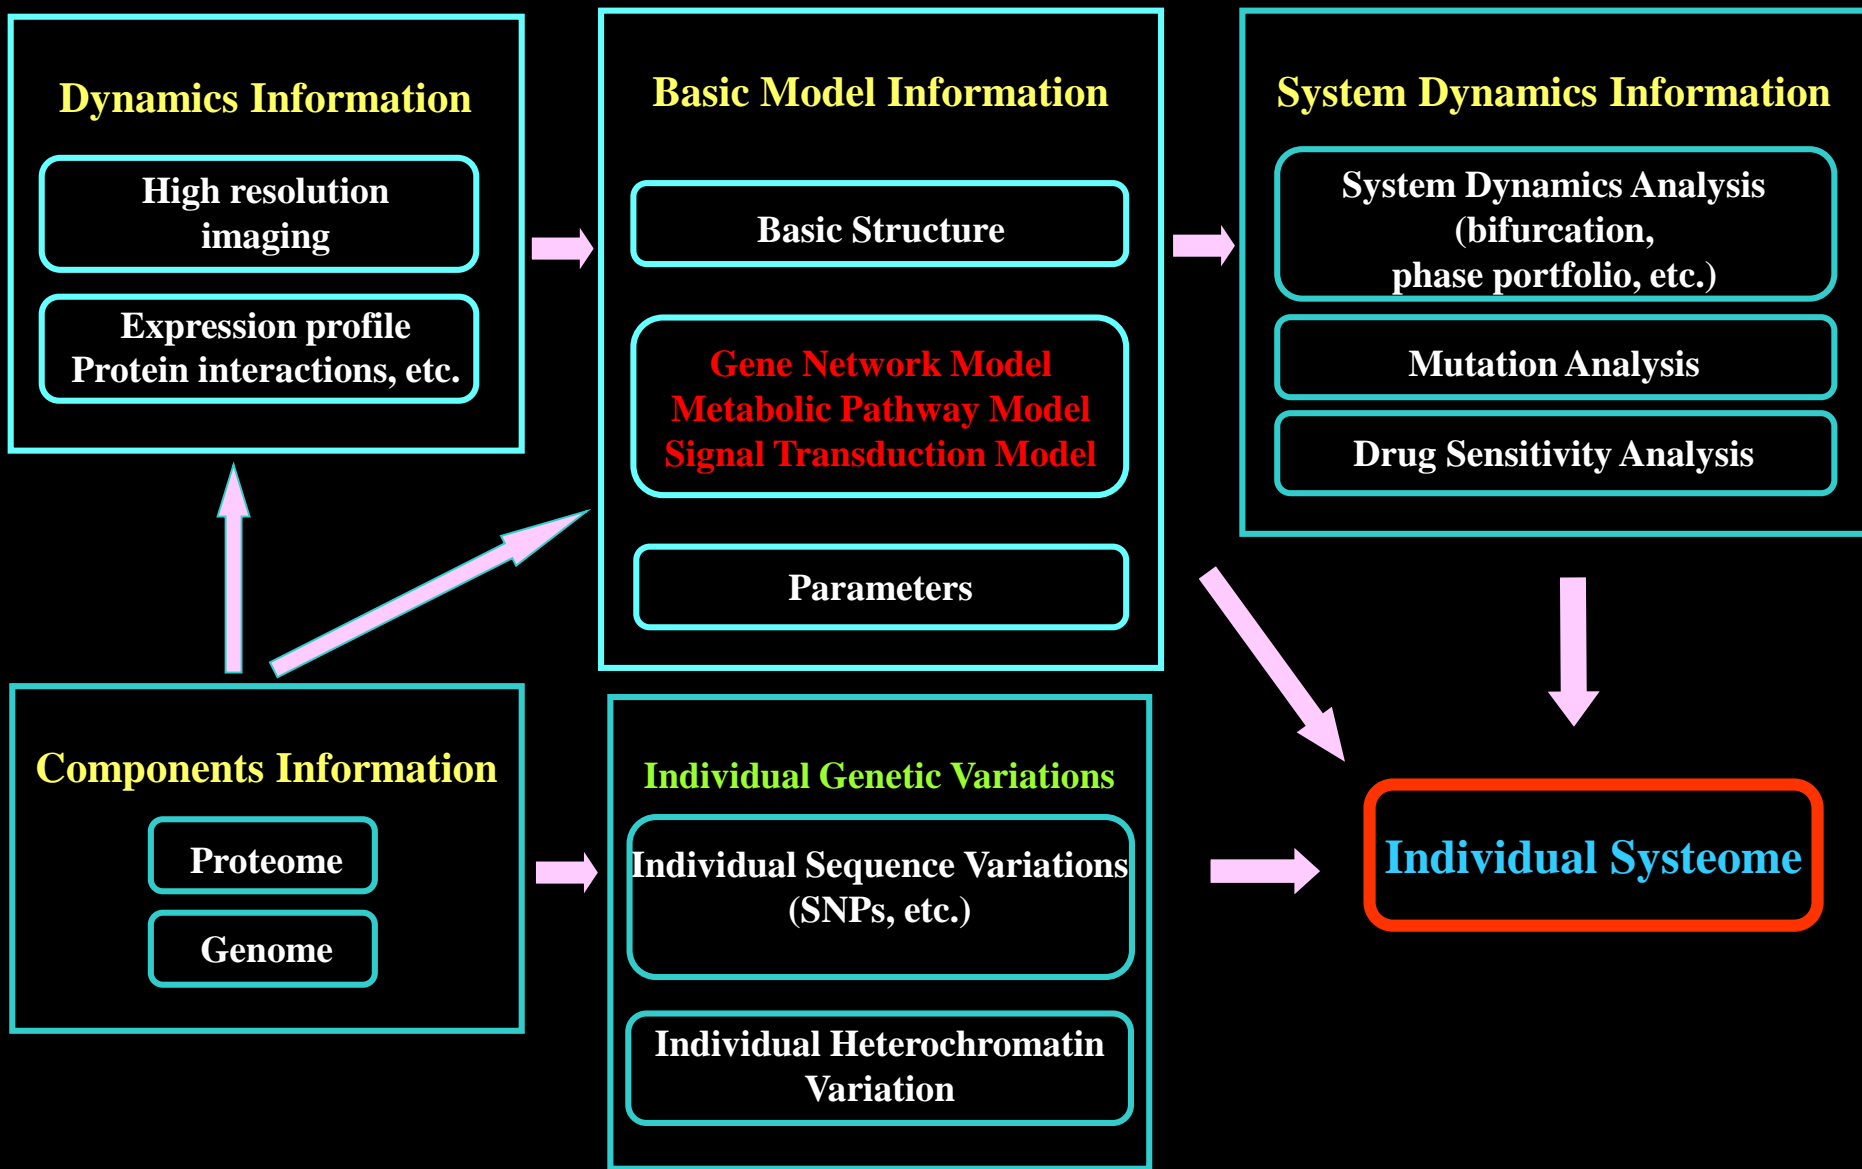 Dynamics Information
High resolution
imaging
Expression profile
Protein interactions, etc.
Basic Model Information
Basic Structure
Gene Network Model
Metabolic Pathway Model
Signal Transduction Model
Parameters
System Dynamics Information
System Dynamics Analysis
(bifurcation,
phase portfolio, etc.)
Mutation Analysis
Drug Sensitivity Analysis
Components Information
Proteome
Genome
Individual Genetic Variations
Individual Sequence Variations
(SNPs, etc.)
Individual Heterochromatin
Variation
Individual Systeome